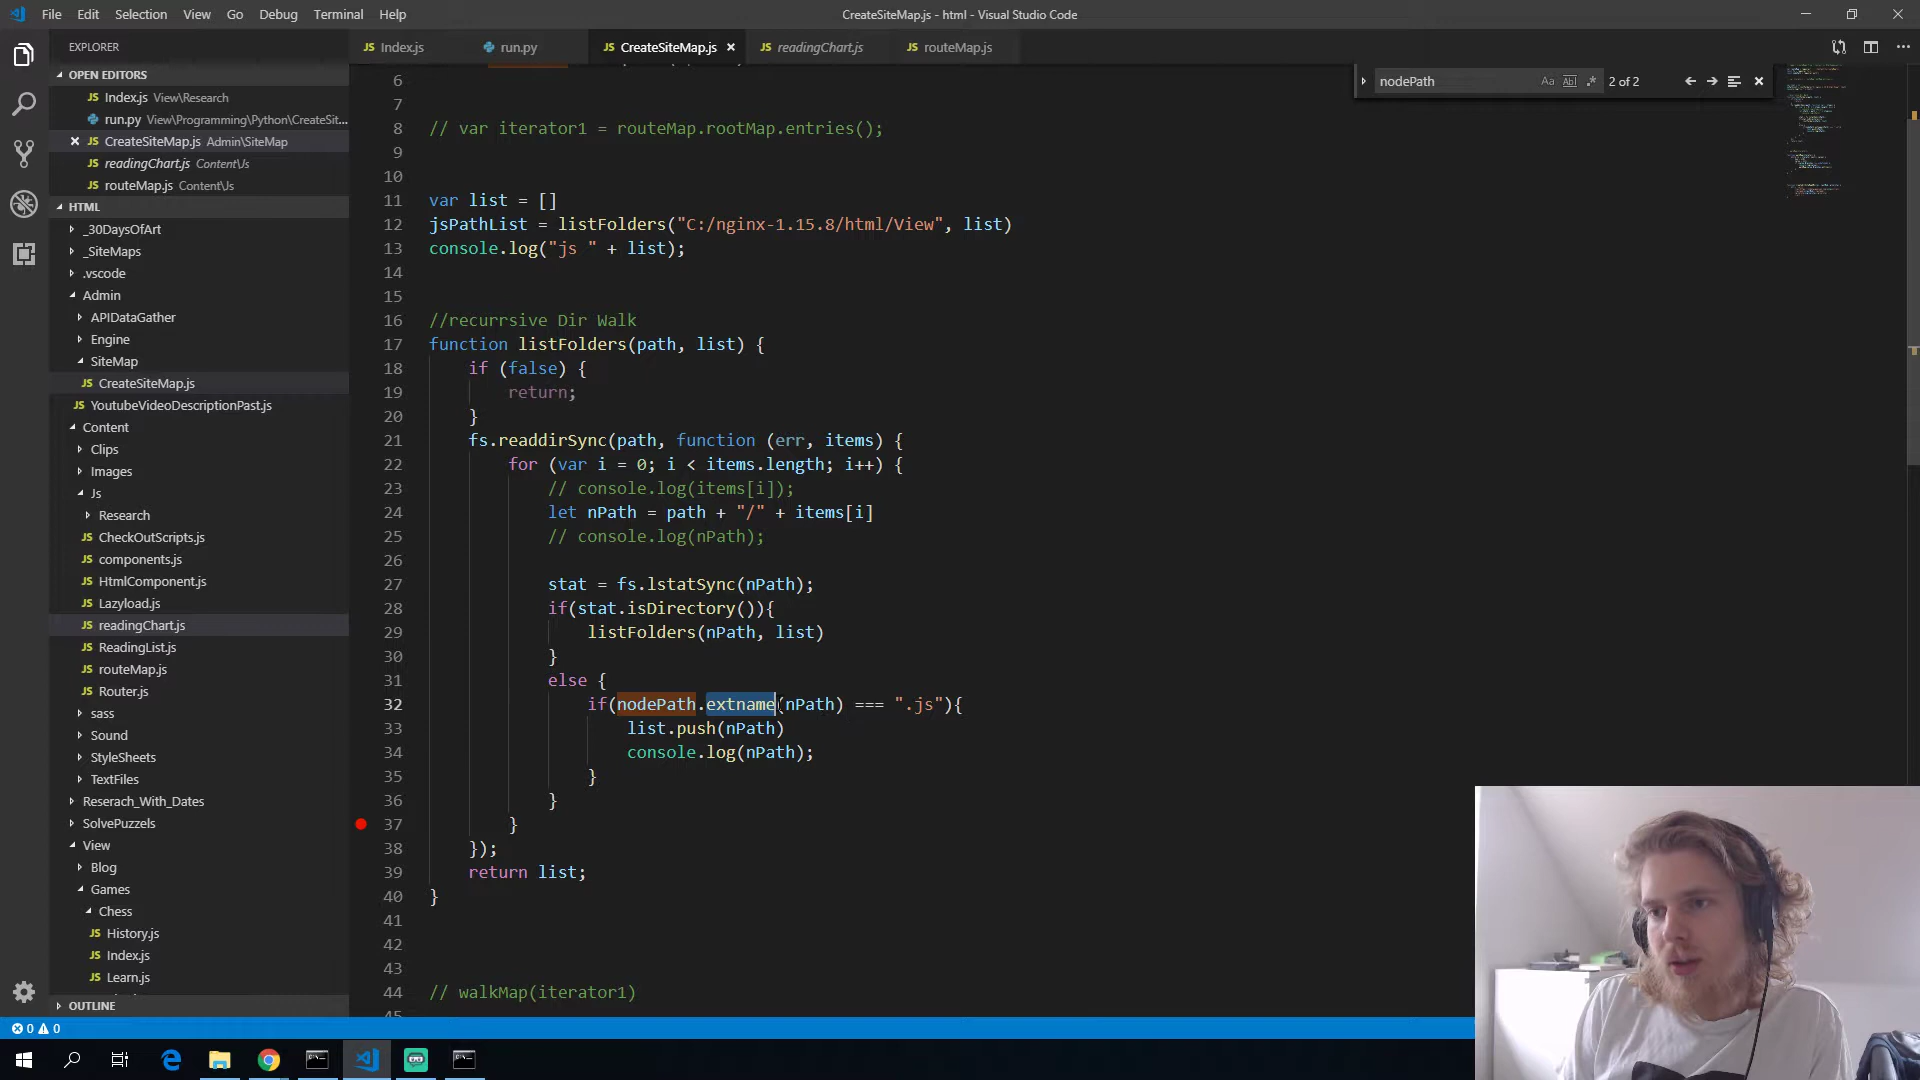 File Edit Selection View Go Debug Terminal Help
CreateSiteMap.js - html - Visual Studio Code
EXPLORER
OPEN EDITORS
JS Index.js View\Research
run.py View\Programming\Python\CreateSit...
JS CreateSiteMap.js Admin\SiteMap
JS readingChart.js Content\Js
JS routeMap.js Content\Js
HTML
_30DaysOfArt
_SiteMaps
.vscode
Admin
APIDataGather
Engine
SiteMap
JS CreateSiteMap.js
JS YoutubeVideoDescriptionPast.js
Content
Clips
Images
Js
Research
JS CheckOutScripts.js
JS components.js
JS HtmlComponent.js
JS Lazyload.js
JS readingChart.js
JS ReadingList.js
JS routeMap.js
JS Router.js
sass
Sound
StyleSheets
TextFiles
Reserach_With_Dates
SolvePuzzels
View
Blog
Games
Chess
JS History.js
JS Index.js
JS Learn.js
OUTLINE
0 0
JS Index.js run.py JS CreateSiteMap.js JS readingChart.js JS routeMap.js
nodePath Aa Abl .* 2 of 2
6
7
8 // var iterator1 = routeMap.rootMap.entries();
9
10
11 var list = []
12 jsPathList = listFolders("C:/nginx-1.15.8/html/View", list)
13 console.log("js " + list);
14
15
16 //recurrsive Dir Walk
17 function listFolders(path, list) {
18 if (false) {
19 return;
20 }
21 fs.readdirSync(path, function (err, items) {
22 for (var i = 0; i < items.length; i++) {
23 // console.log(items[i]);
24 let nPath = path + "/" + items[i]
25 // console.log(nPath);
26
27 stat = fs.lstatSync(nPath);
28 if(stat.isDirectory()){
29 listFolders(nPath, list)
30 }
31 else {
32 if(nodePath.extname(nPath) === ".js"){
33 list.push(nPath)
34 console.log(nPath);
35 }
36 }
37 }
38 });
39 return list;
40 }
41
42
43
44 // walkMap(iterator1)
45